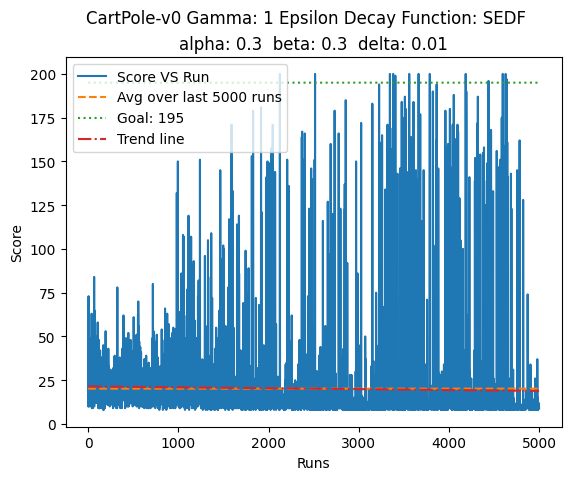 CartPole-v0 Gamma: 1 Epsilon Decay Function: SEDF
alpha: 0.3  beta: 0.3  delta: 0.01
Score VS Run
Avg over last 5000 runs
Goal: 195
Trend line
Score
200
175
150
125
100
75
50
25
0
0 1000 2000 3000 4000 5000
Runs